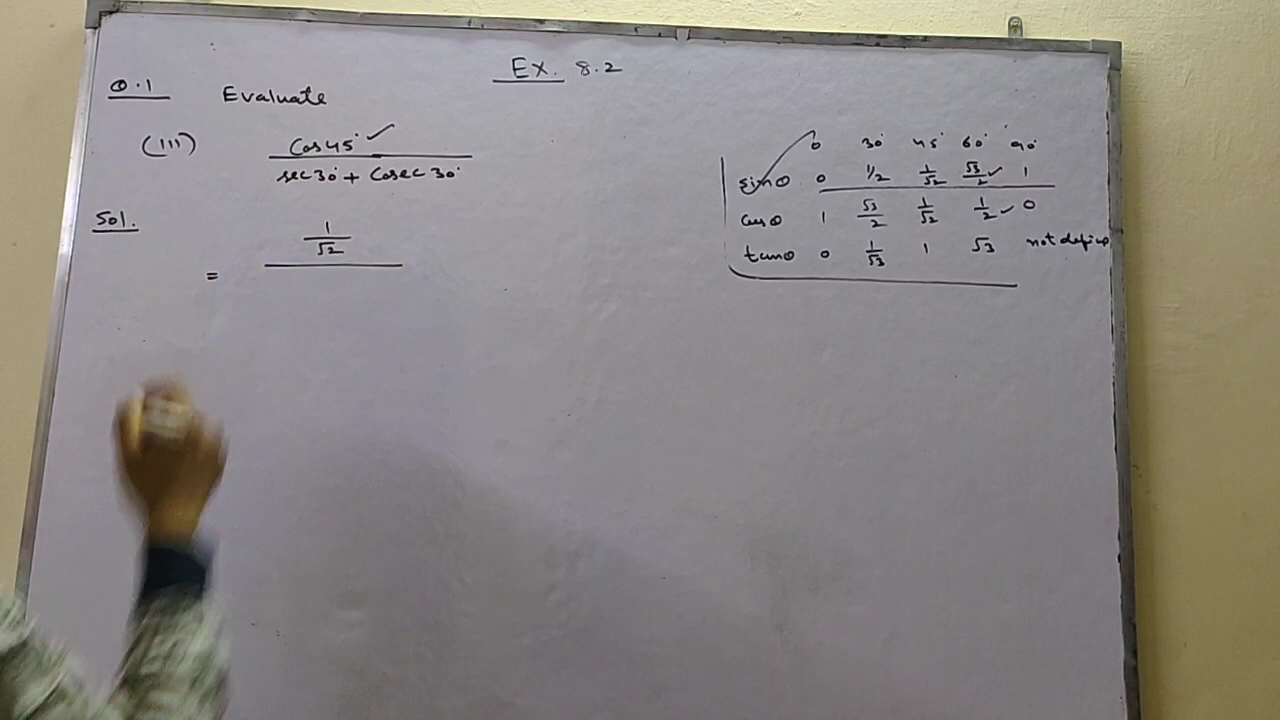 Ex. 8.2
Q.1 Evaluate
(iii) cos45° ✓
sec30° + Cosec30°
Sol.
= 1/√2
0 30° 45° 60° 90°
sinθ 0 1/2 1/√2 √3/2 ✓ 1
cosθ 1 √3/2 1/√2 1/2 ✓ 0
tanθ 0 1/√3 1 √3 not define